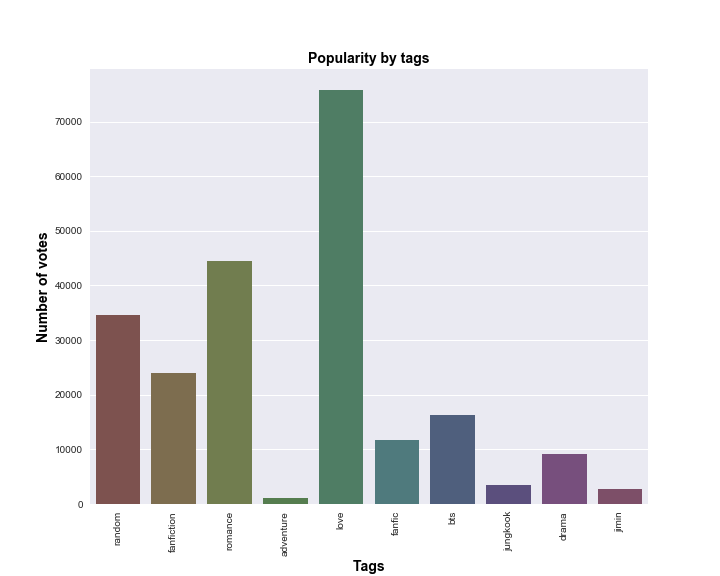 Popularity by tags
Number of votes
70000
60000
50000
40000
30000
20000
10000
0
random
fanfiction
romance
adventure
love
fanfic
bts
jungkook
drama
jimin
Tags